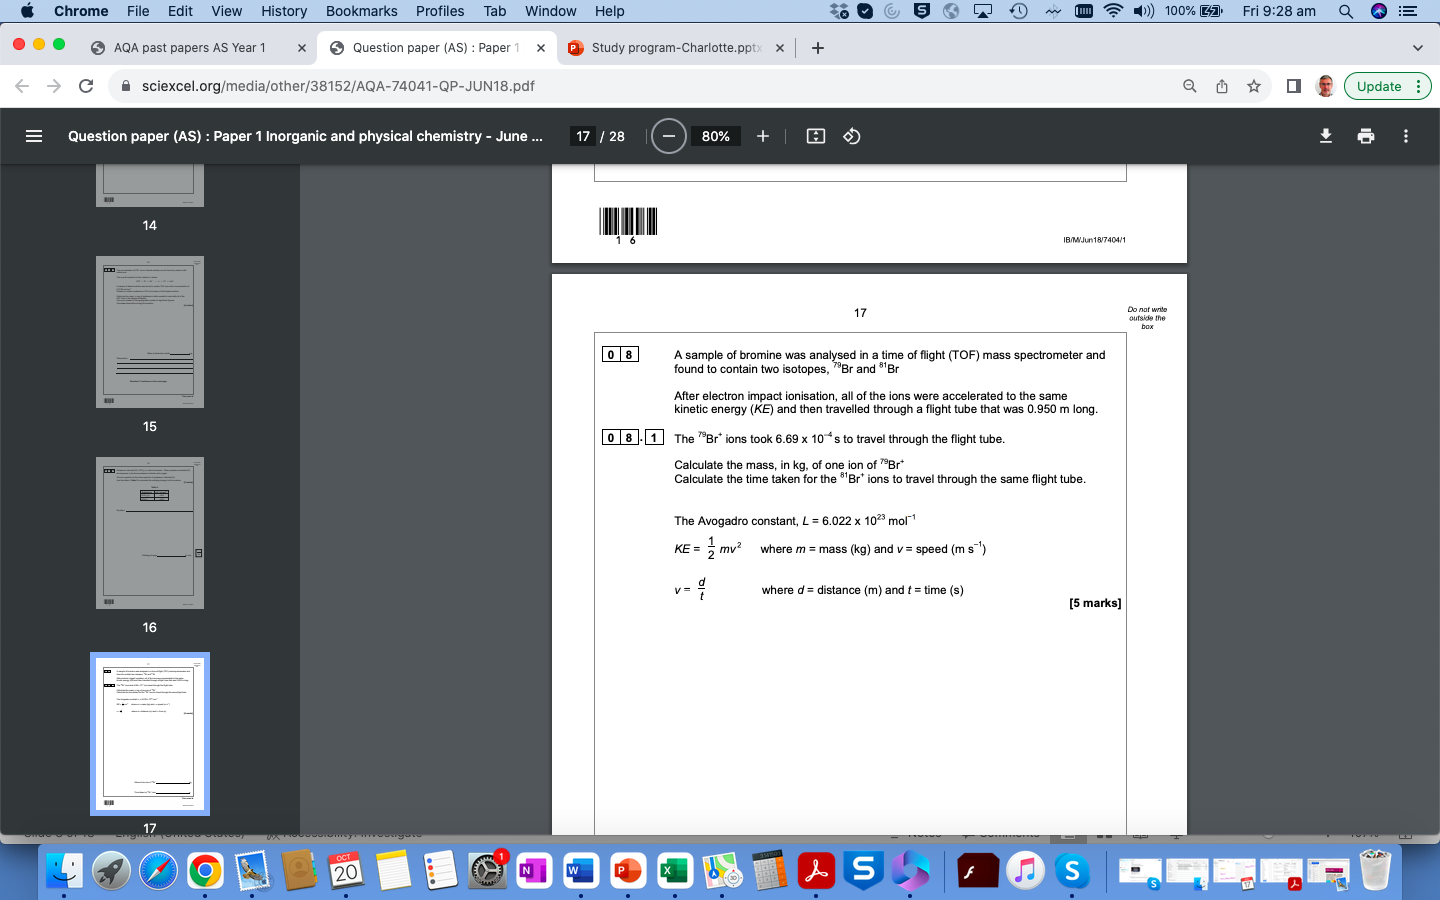 Chrome File Edit View History Bookmarks Profiles Tab Window Help 100% Fri 9:28 am
AQA past papers AS Year 1
Question paper (AS) : Paper 1
Study program-Charlotte.pptx
sciexcel.org/media/other/38152/AQA-74041-QP-JUN18.pdf
Update
Question paper (AS) : Paper 1 Inorganic and physical chemistry - June ...
17 / 28
80%
14
15
16
17
1 6
IB/M/Jun18/7404/1
17
Do not write
outside the
box
0 8 A sample of bromine was analysed in a time of flight (TOF) mass spectrometer and
found to contain two isotopes, ⁷⁹Br and ⁸¹Br
After electron impact ionisation, all of the ions were accelerated to the same
kinetic energy (KE) and then travelled through a flight tube that was 0.950 m long.
0 8 . 1 The ⁷⁹Br⁺ ions took 6.69 x 10⁻⁴ s to travel through the flight tube.
Calculate the mass, in kg, of one ion of ⁷⁹Br⁺
Calculate the time taken for the ⁸¹Br⁺ ions to travel through the same flight tube.
The Avogadro constant, L = 6.022 x 10²³ mol⁻¹
KE = 1/2 mv² where m = mass (kg) and v = speed (m s⁻¹)
v = d/t where d = distance (m) and t = time (s)
[5 marks]
OCT
20
1